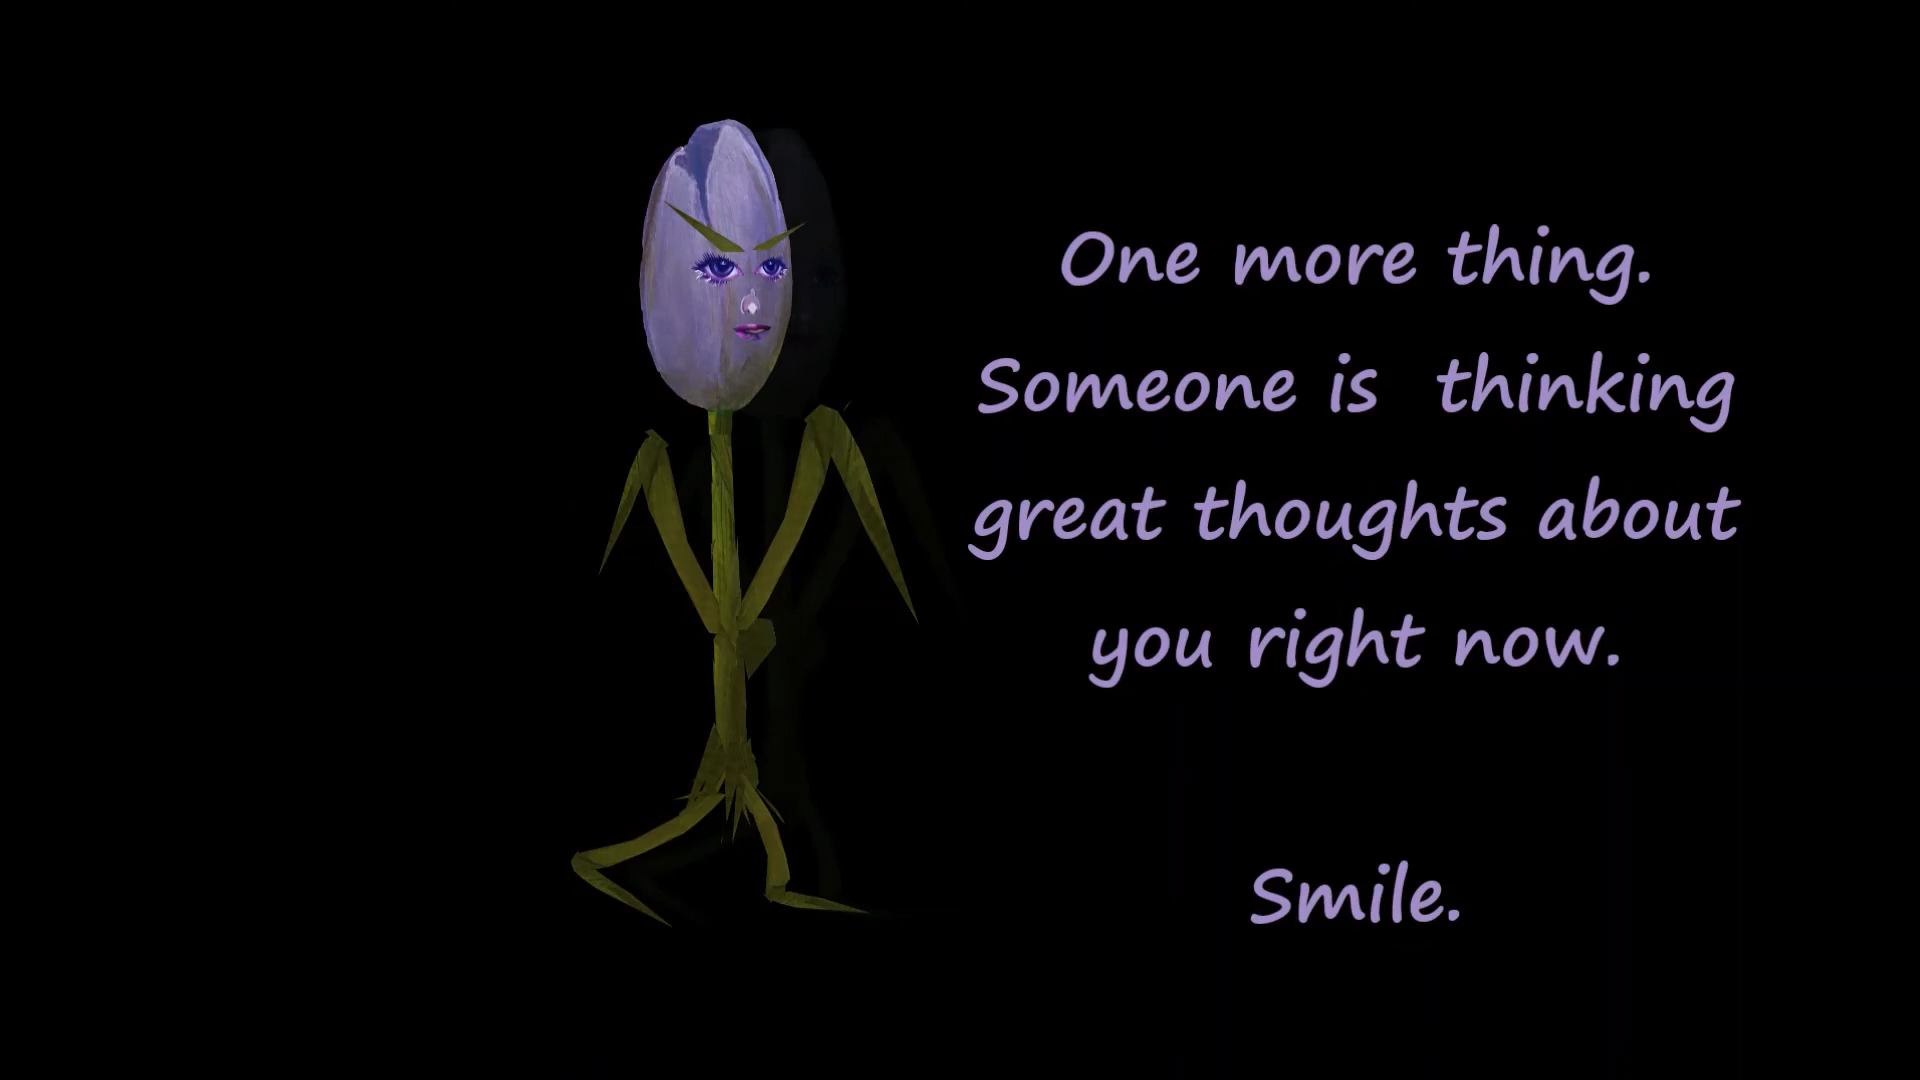 One more thing.
Someone is  thinking
great thoughts about
you right now.
Smile.